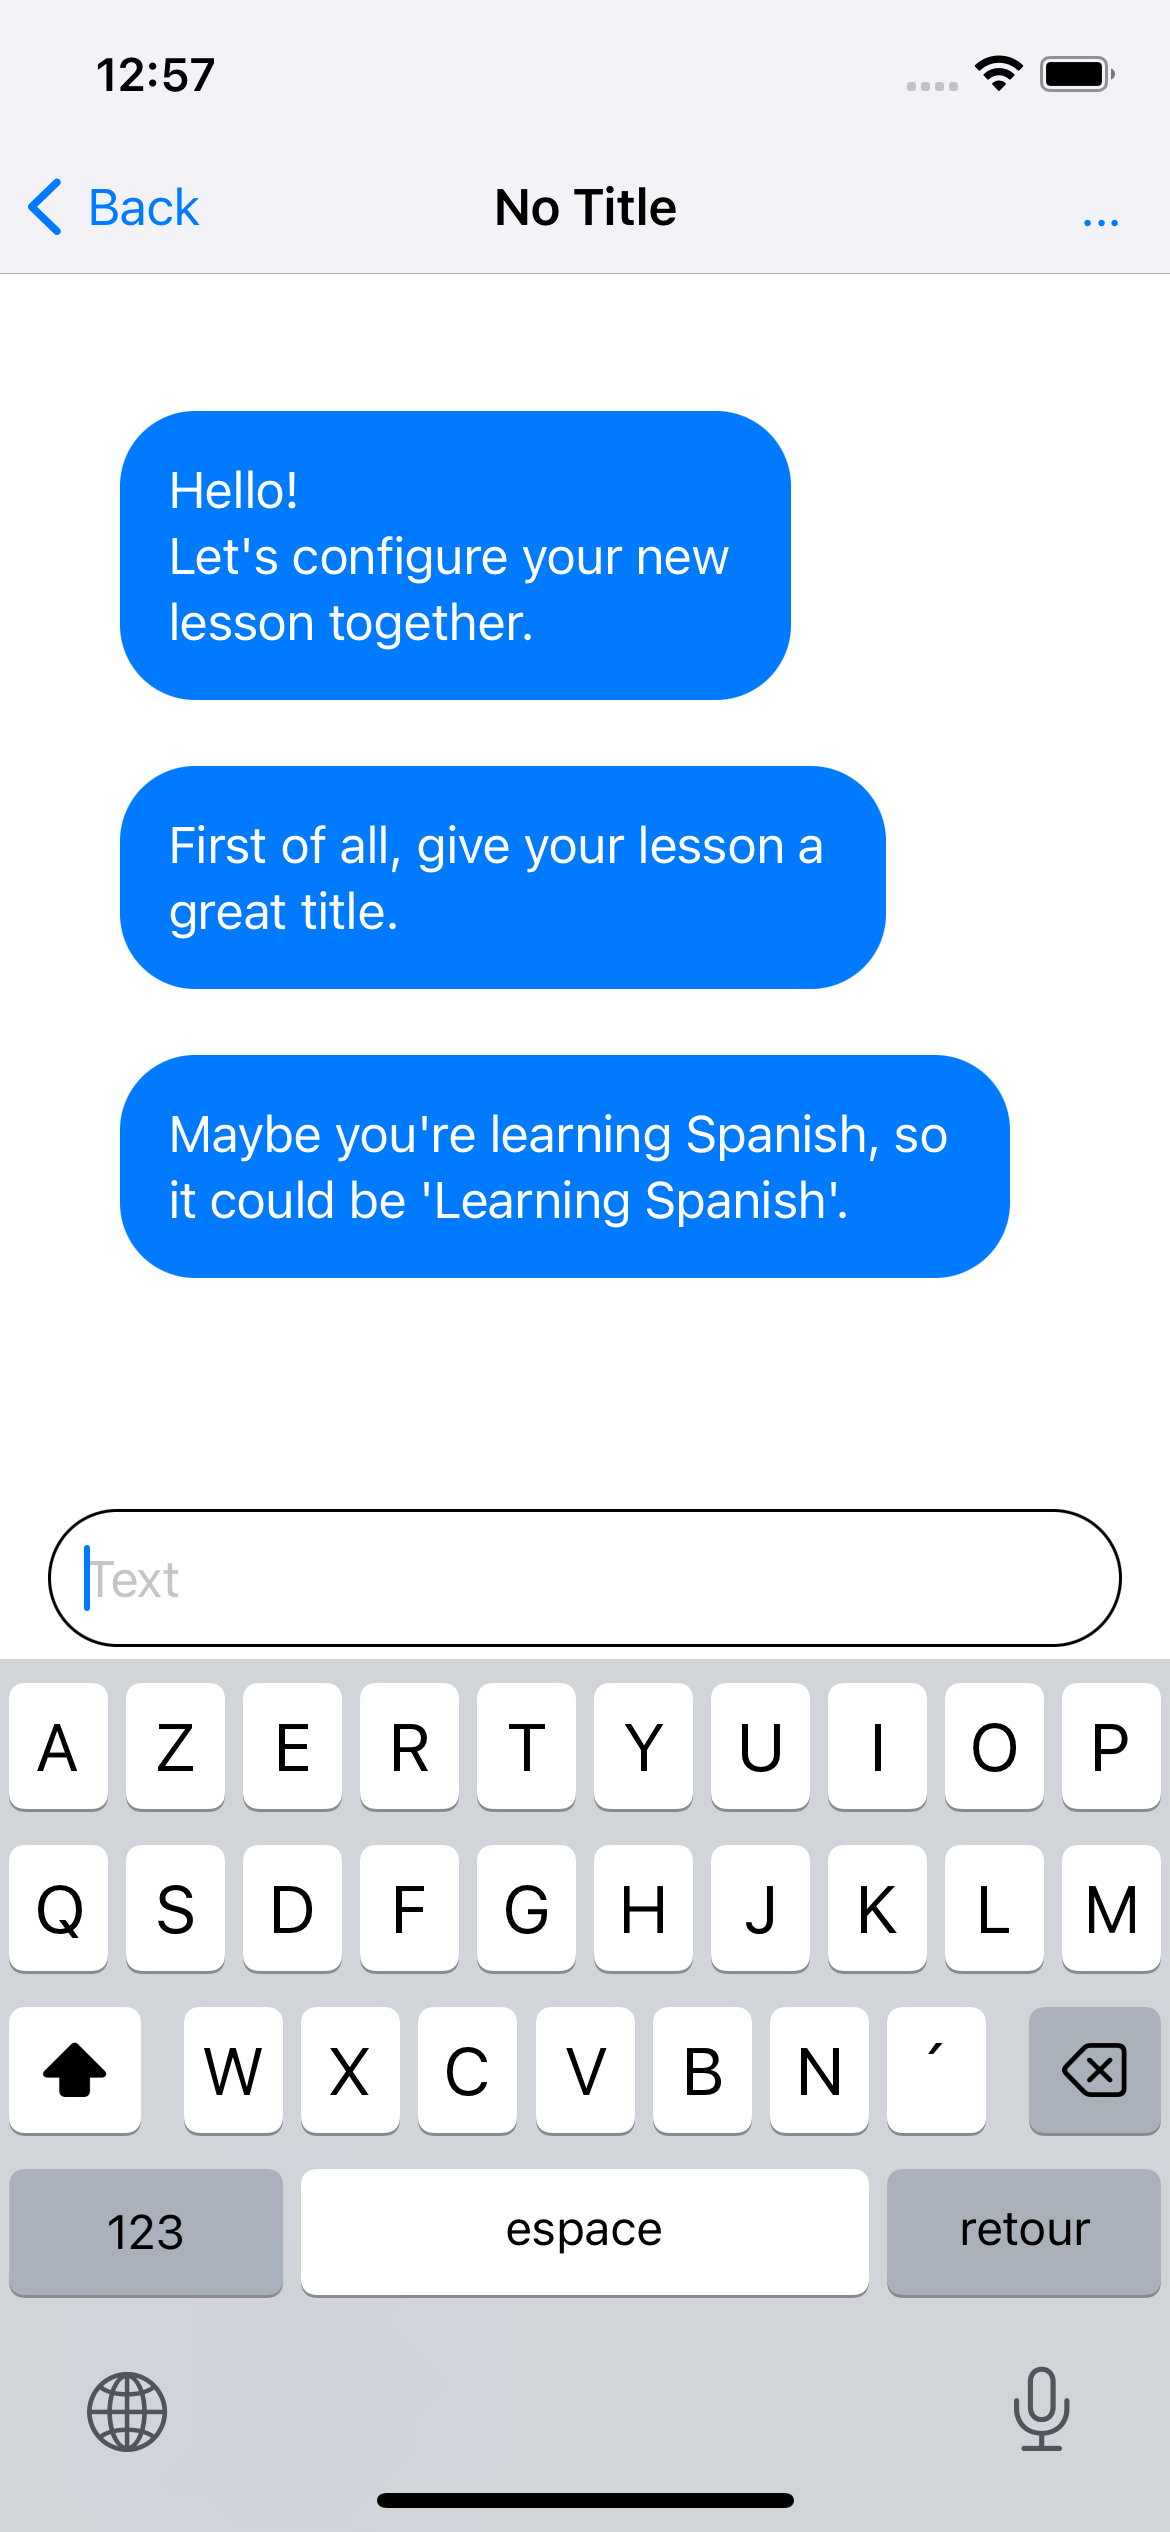 12:57
Back
No Title
...
Hello!
Let's configure your new
lesson together.
First of all, give your lesson a
great title.
Maybe you're learning Spanish, so
it could be 'Learning Spanish'.
Text
A Z E R T Y U I O P
Q S D F G H J K L M
W X C V B N ´
123 espace retour